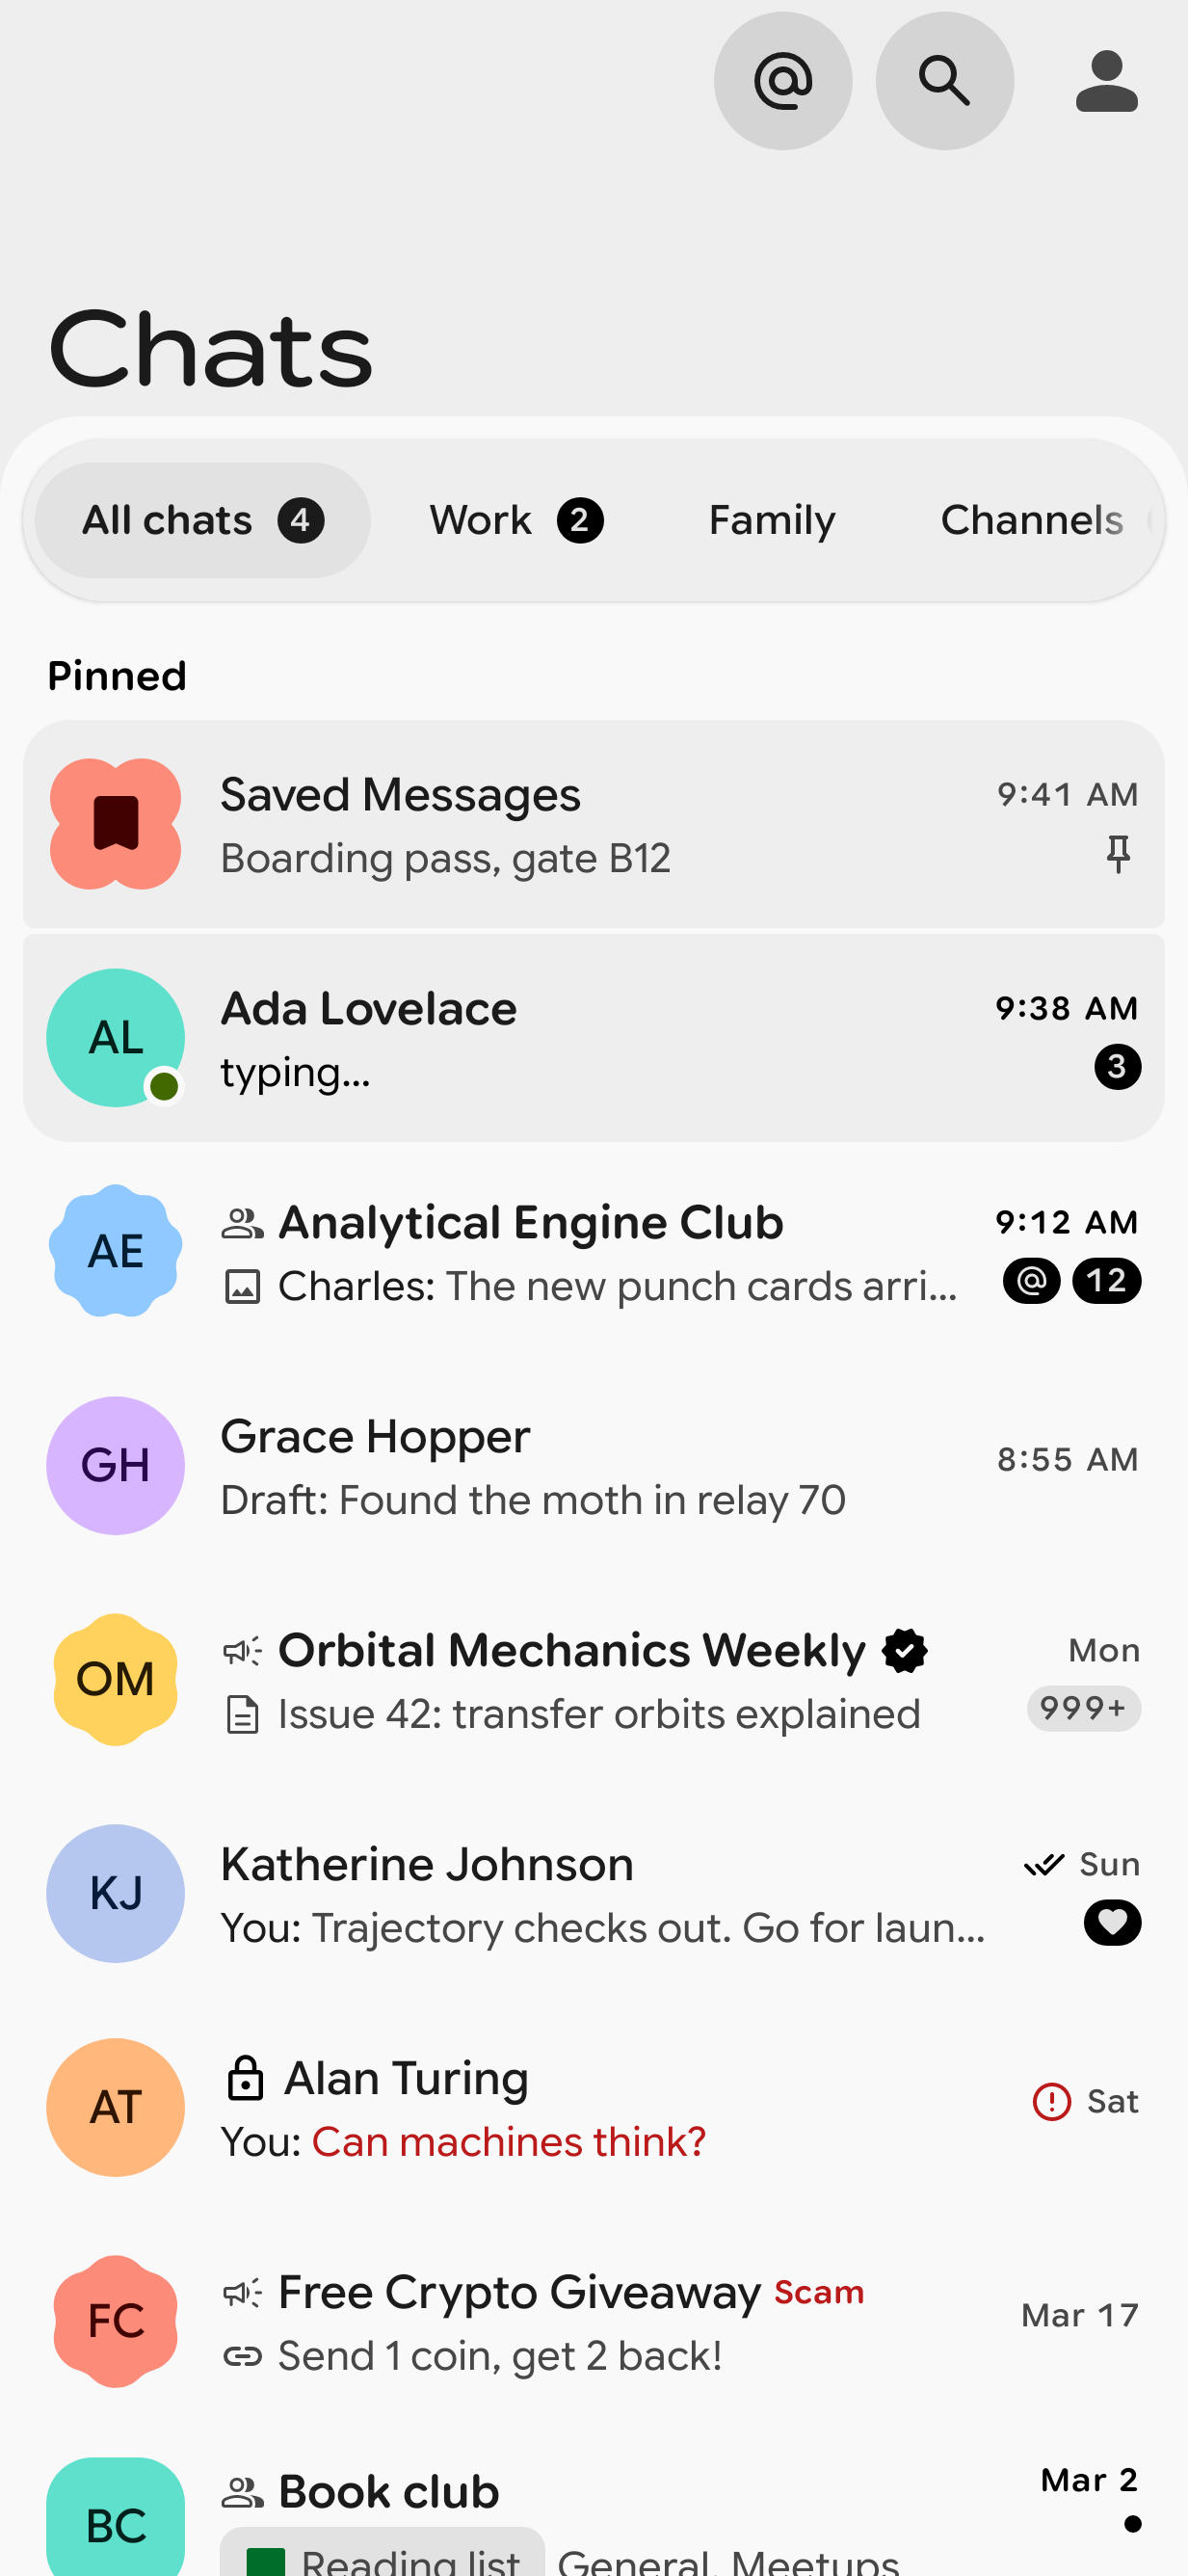 Chats
All chats 4 Work 2 Family Channels
Pinned
Saved Messages 9:41 AM
Boarding pass, gate B12
AL Ada Lovelace 9:38 AM
typing... 3
AE Analytical Engine Club 9:12 AM
Charles: The new punch cards arri... @ 12
GH Grace Hopper 8:55 AM
Draft: Found the moth in relay 70
OM Orbital Mechanics Weekly Mon
Issue 42: transfer orbits explained 999+
KJ Katherine Johnson Sun
You: Trajectory checks out. Go for laun...
AT Alan Turing Sat
You: Can machines think?
FC Free Crypto Giveaway Scam Mar 17
Send 1 coin, get 2 back!
BC Book club Mar 2
Reading list General, Meetups